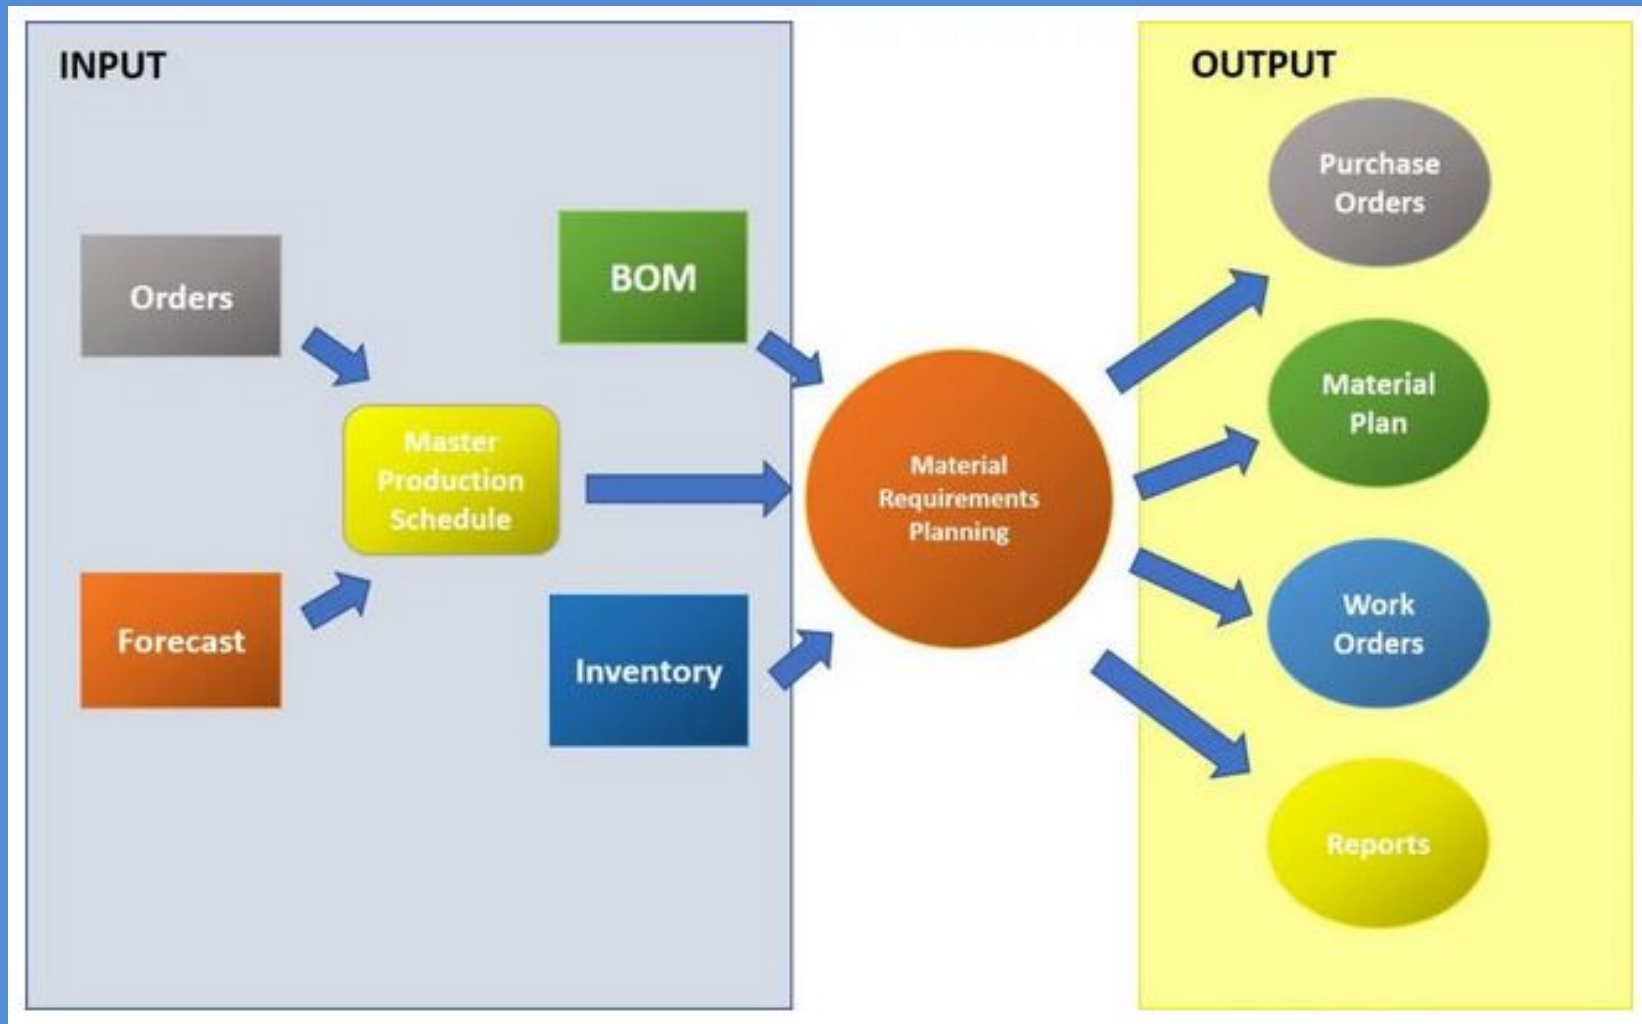 INPUT
Orders
Forecast
Master
Production
Schedule
BOM
Inventory
Material
Requirements
Planning
OUTPUT
Purchase
Orders
Material
Plan
Work
Orders
Reports